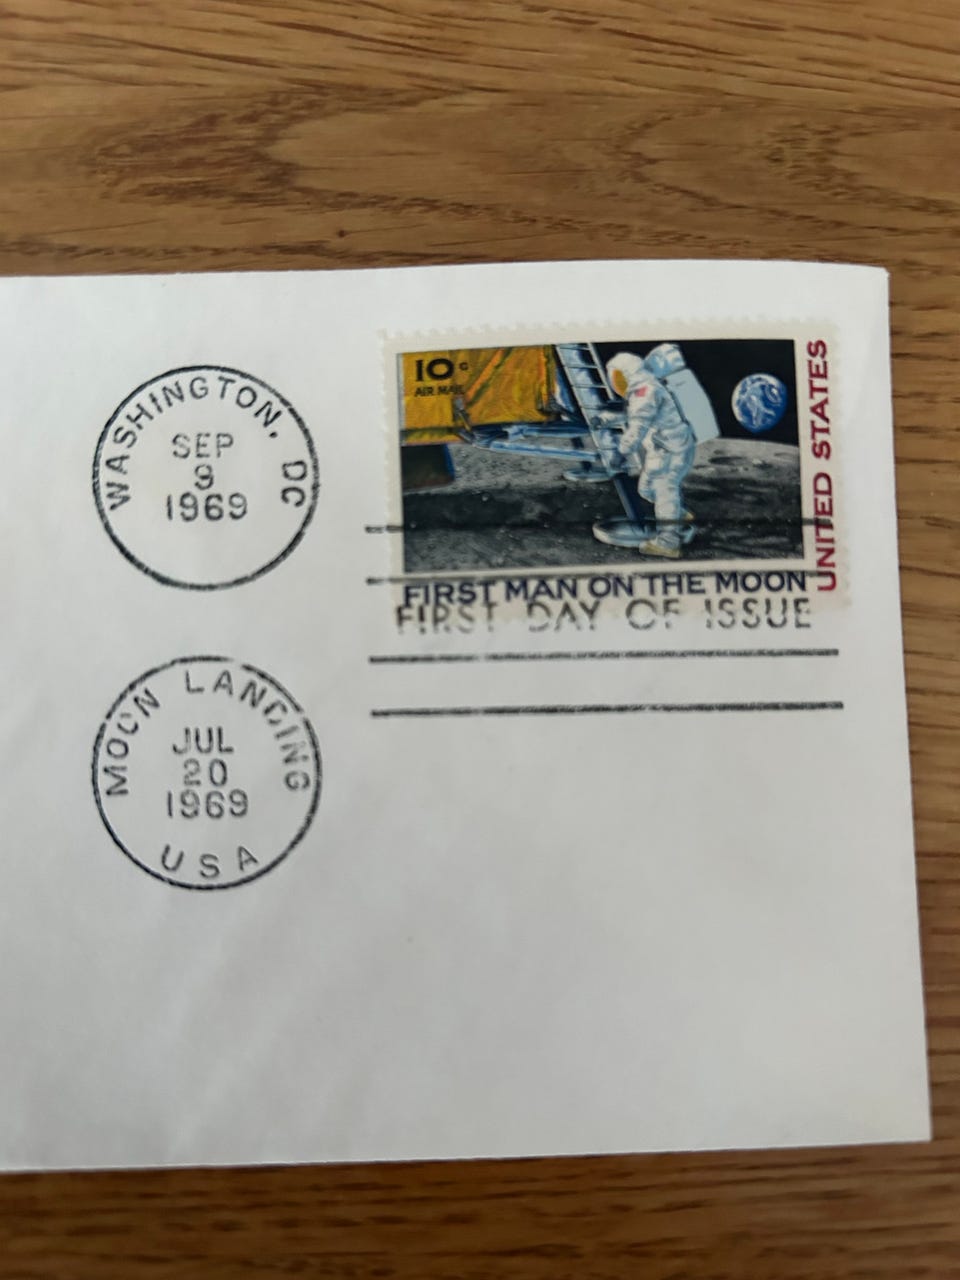 WASHINGTON, DC
SEP
9
1969
10c
AIR MAIL
UNITED STATES
FIRST MAN ON THE MOON
FIRST DAY OF ISSUE
MOON LANDING
JUL
20
1969
USA